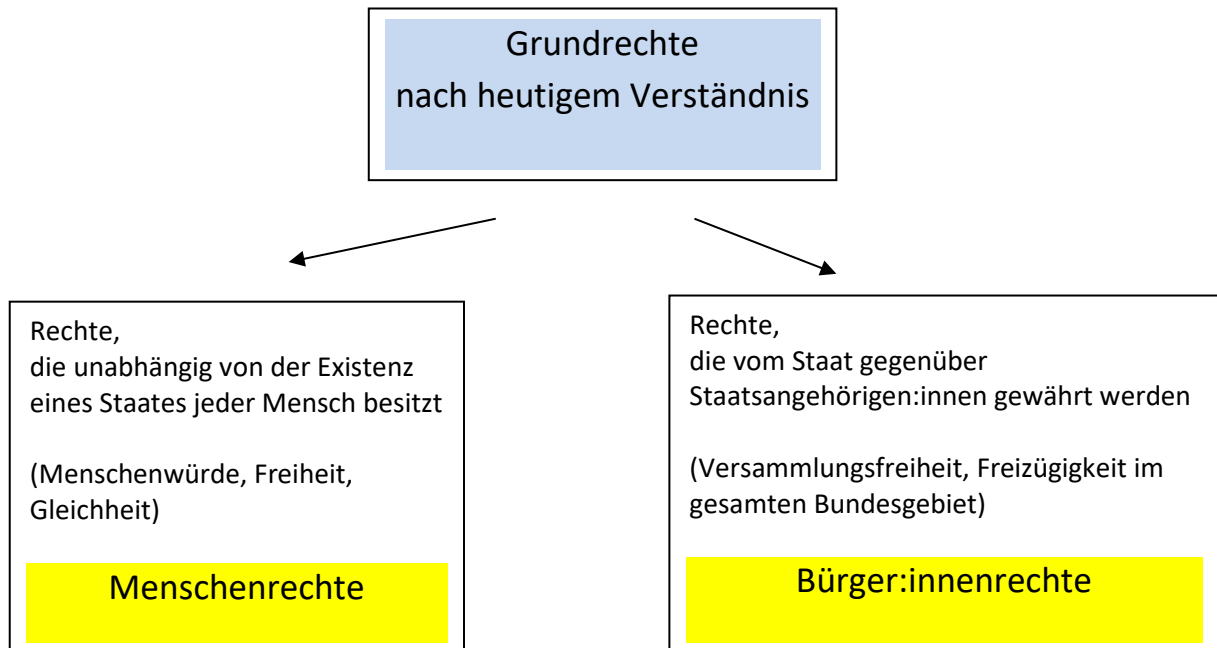 Grundrechte
nach heutigem Verständnis
Rechte,
die unabhängig von der Existenz
eines Staates jeder Mensch besitzt
(Menschenwürde, Freiheit,
Gleichheit)
Menschenrechte
Rechte,
die vom Staat gegenüber
Staatsangehörigen:innen gewährt werden
(Versammlungsfreiheit, Freizügigkeit im
gesamten Bundesgebiet)
Bürger:innenrechte